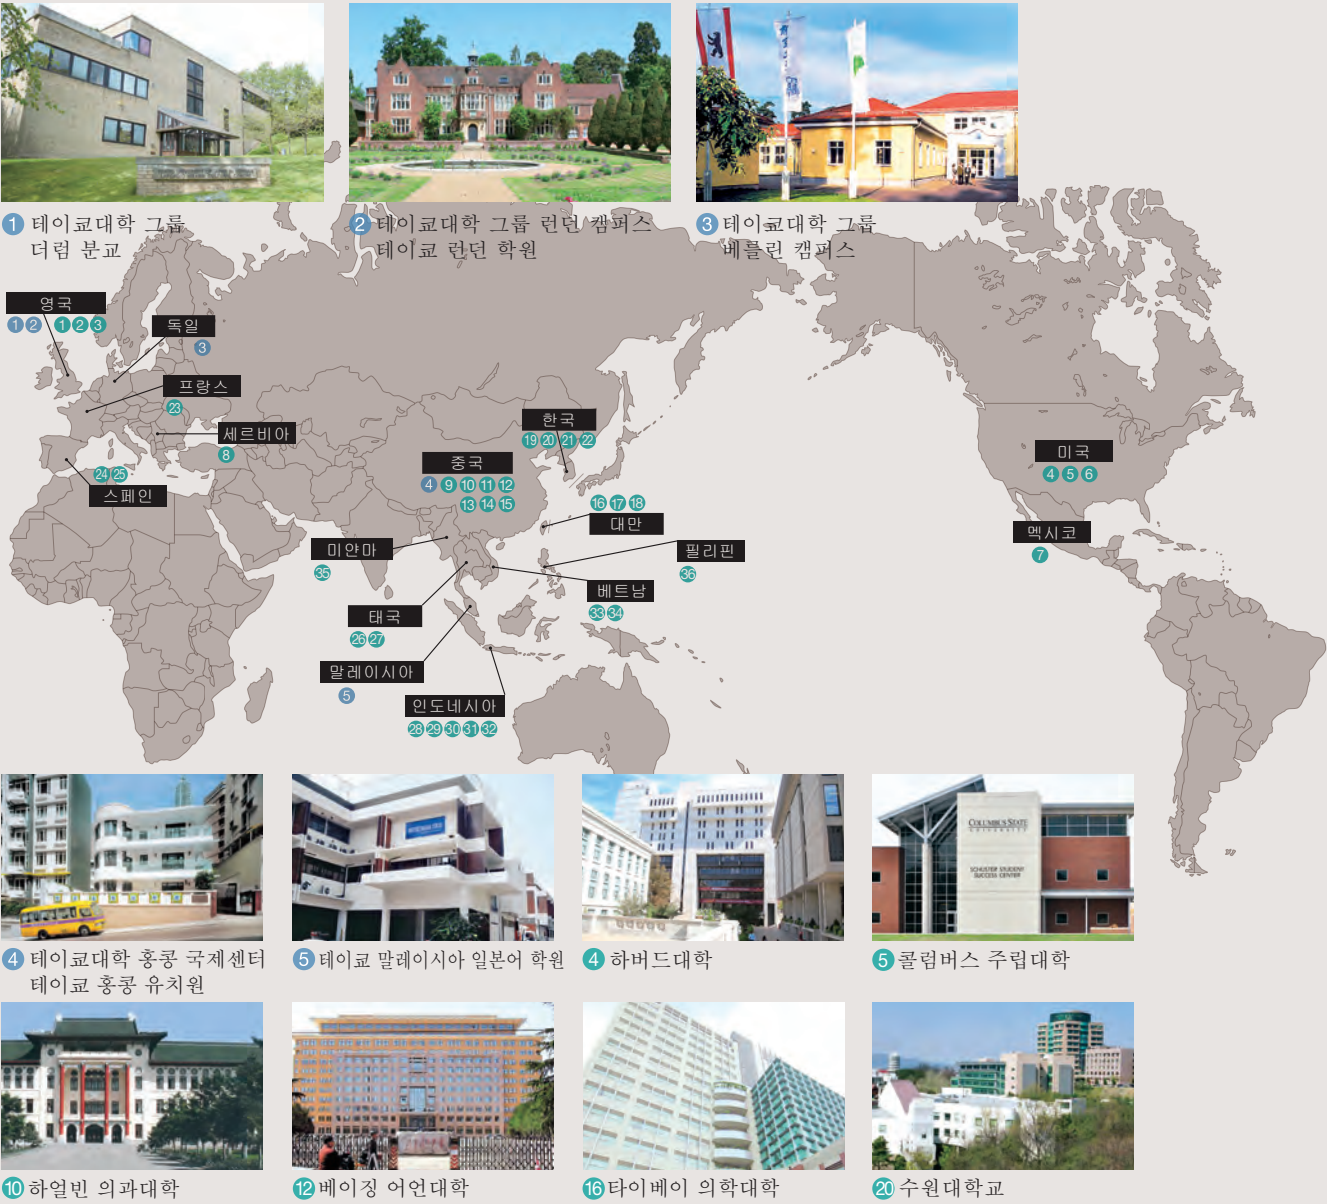 ① 테이쿄대학 그룹
더럼 분교
② 테이쿄대학 그룹 런던 캠퍼스
테이쿄 런던 학원
③ 테이쿄대학 그룹
베를린 캠퍼스
영국
① ② ① ② ③
독일
③
프랑스
㉓
세르비아
⑧
㉔ ㉕
스페인
한국
⑲ ⑳ ㉑ ㉒
중국
④ ⑨ ⑩ ⑪ ⑫
⑬ ⑭ ⑮
⑯ ⑰ ⑱
대만
미얀마
㉟
필리핀
㊱
베트남
㉝ ㉞
태국
㉖ ㉗
말레이시아
⑤
인도네시아
㉘ ㉙ ㉚ ㉛ ㉜
미국
④ ⑤ ⑥
멕시코
⑦
COLUMBUS STATE
UNIVERSITY
SCHUSTER STUDENT
SUCCESS CENTER
④ 테이쿄대학 홍콩 국제센터
테이쿄 홍콩 유치원
⑤ 테이쿄 말레이시아 일본어 학원
④ 하버드대학
⑤ 콜럼버스 주립대학
⑩ 하얼빈 의과대학
⑫ 베이징 어언대학
⑯ 타이베이 의학대학
⑳ 수원대학교